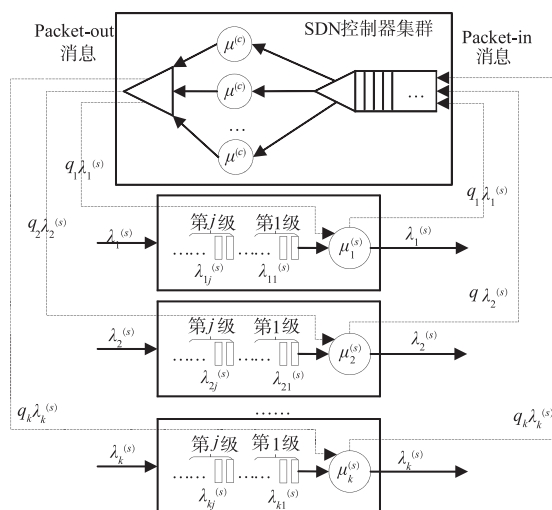 Packet-out
消息
SDN控制器集群
Packet-in
消息
μ^(c)
μ^(c)
...
μ^(c)
...
q_1λ_1^(s)
q_2λ_2^(s)
q_1λ_1^(s)
第j级 第1级
λ_1^(s) ...... ...... μ_1^(s) λ_1^(s)
λ_1j^(s) λ_11^(s)
qλ_2^(s)
第j级 第1级
λ_2^(s) ...... ...... μ_2^(s) λ_2^(s)
λ_2j^(s) λ_21^(s)
......
q_kλ_k^(s)
q_kλ_k^(s)
第j级 第1级
λ_k^(s) ...... ...... μ_k^(s) λ_k^(s)
λ_kj^(s) λ_k1^(s)